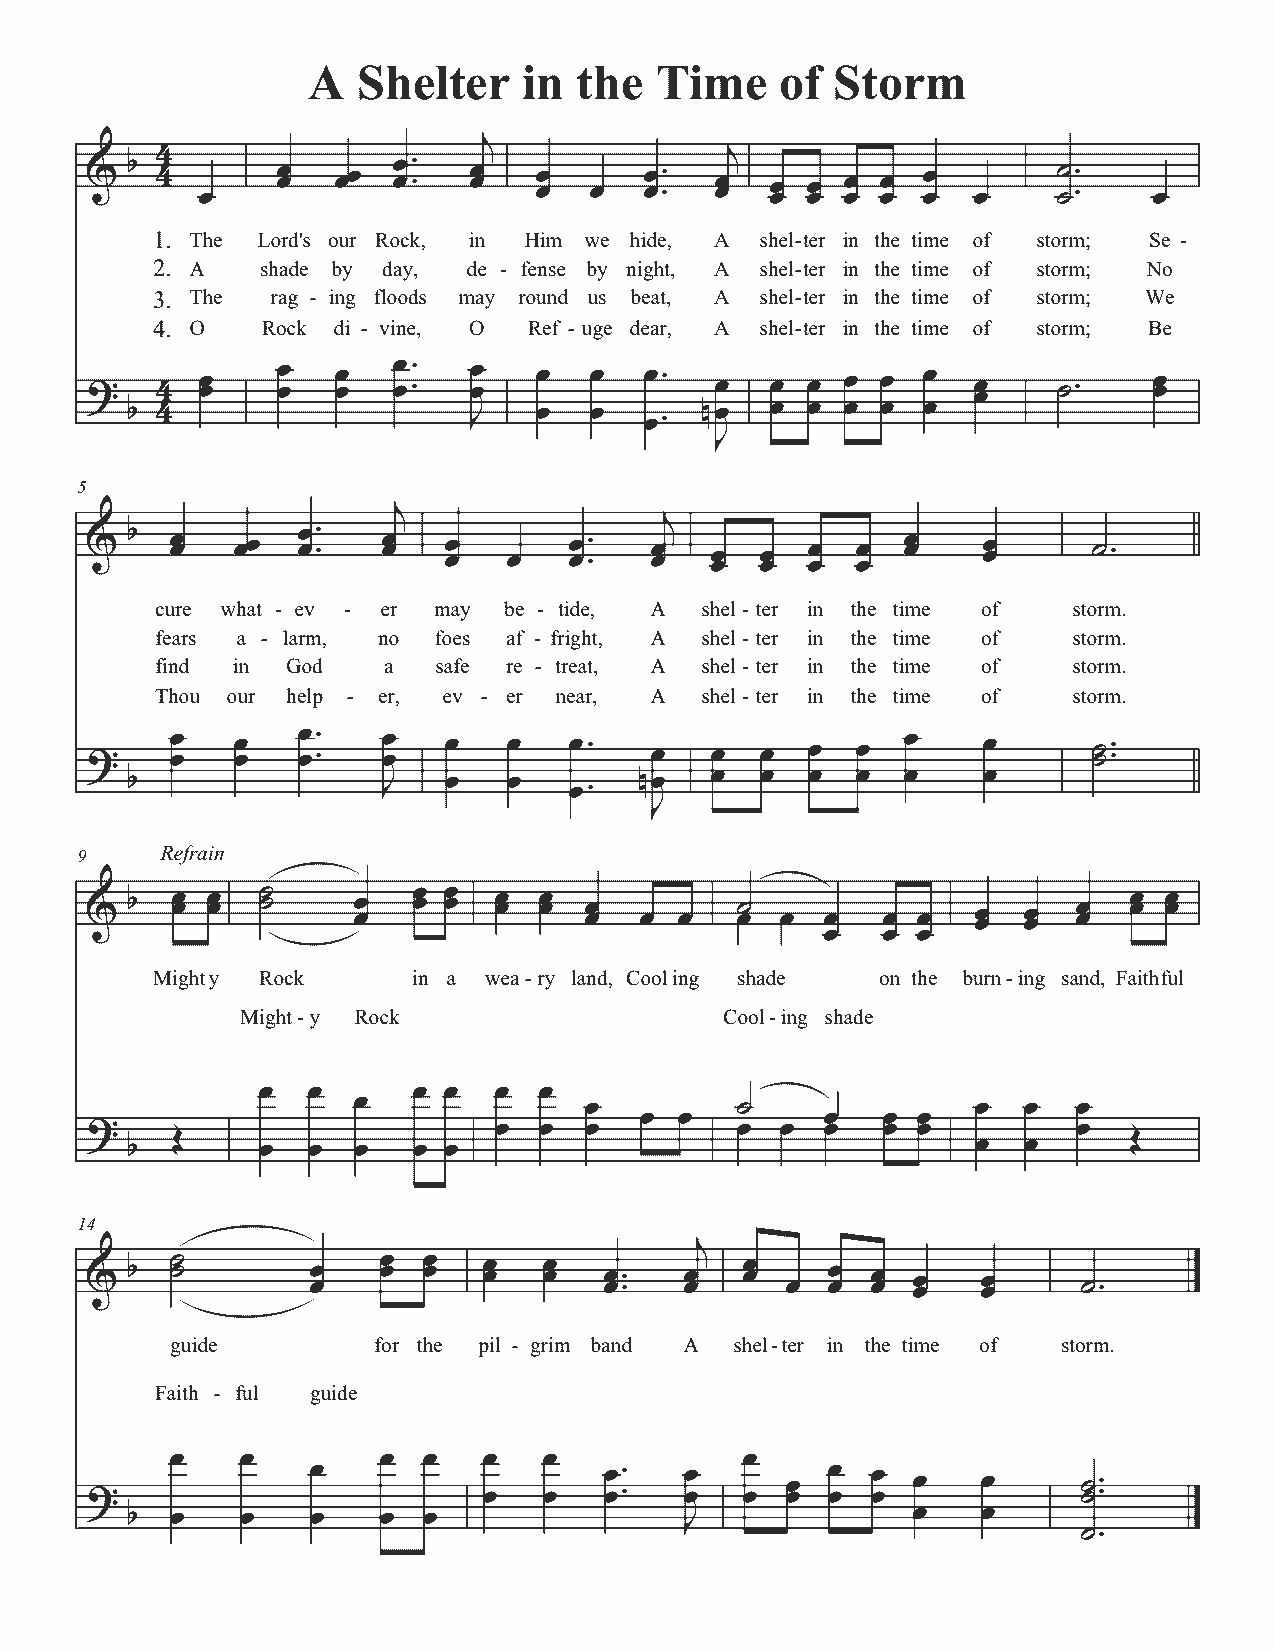 A Shelter in the Time of Storm
1. The Lord's our Rock, in Him we hide, A shel-ter in the time of storm; Se -
2. A shade by day, de - fense by night, A shel-ter in the time of storm; No
3. The rag - ing floods may round us beat, A shel-ter in the time of storm; We
4. O Rock di - vine, O Ref - uge dear, A shel-ter in the time of storm; Be
5
cure what - ev - er may be - tide, A shel - ter in the time of storm.
fears a - larm, no foes af - fright, A shel - ter in the time of storm.
find in God a safe re - treat, A shel - ter in the time of storm.
Thou our help - er, ev - er near, A shel - ter in the time of storm.
9 Refrain
Mighty Rock in a wea - ry land, Cooling shade on the burn - ing sand, Faithful
Might - y Rock Cool - ing shade
14
guide for the pil - grim band A shel - ter in the time of storm.
Faith - ful guide